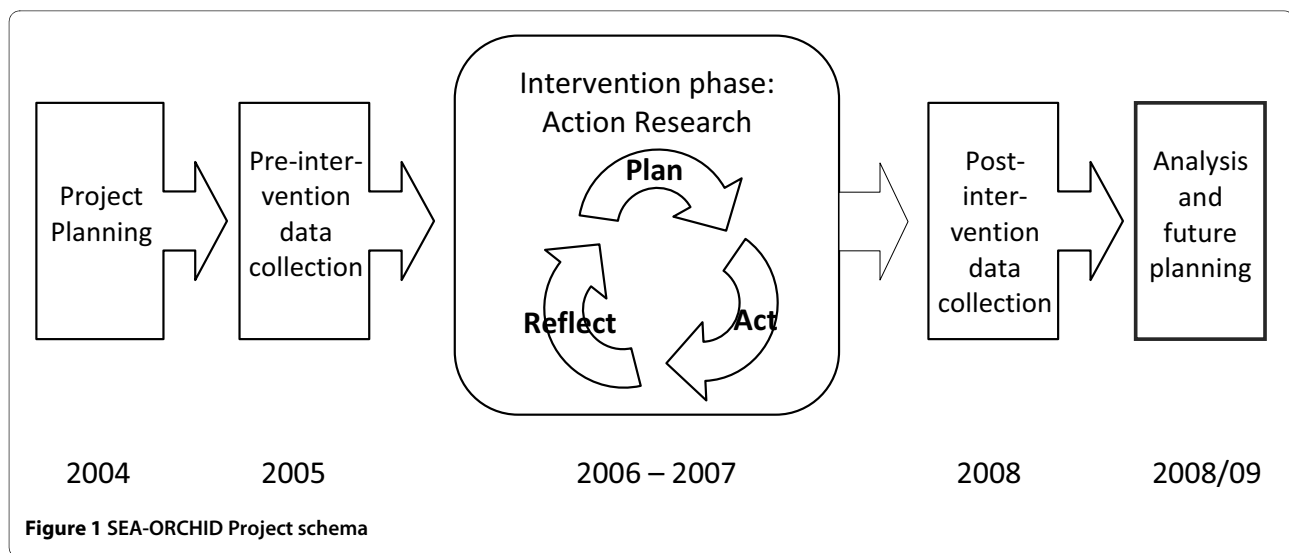 Project
Planning
Pre-inter-
vention
data
collection
Intervention phase:
Action Research
Plan
Act
Reflect
Post-
inter-
vention
data
collection
Analysis
and
future
planning
2004
2005
2006 – 2007
2008
2008/09
Figure 1 SEA-ORCHID Project schema